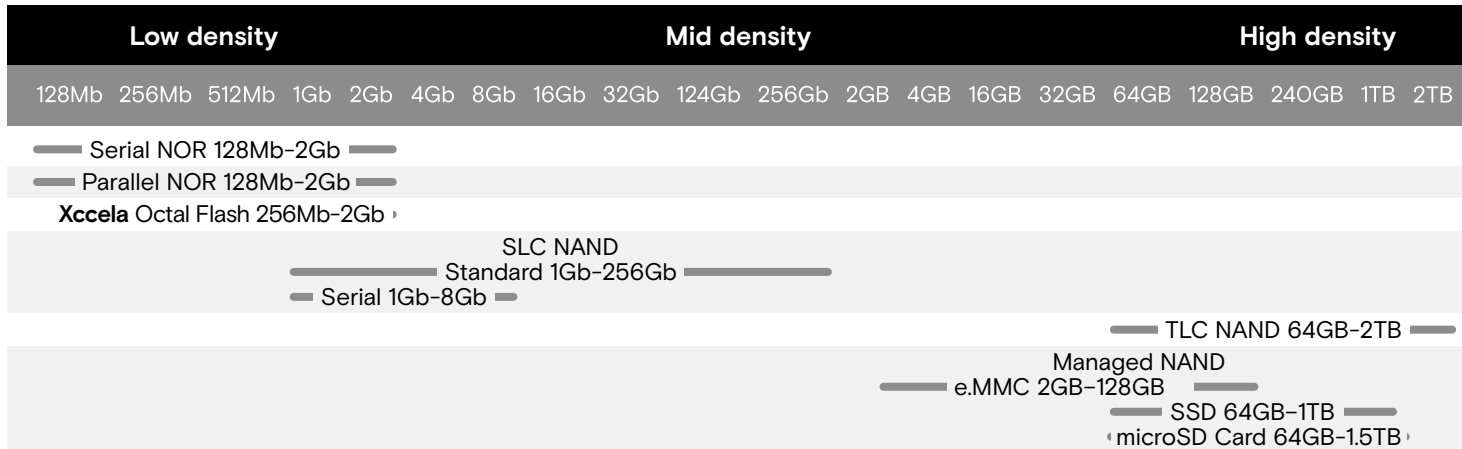 Low density Mid density High density
128Mb 256Mb 512Mb 1Gb 2Gb 4Gb 8Gb 16Gb 32Gb 124Gb 256Gb 2GB 4GB 16GB 32GB 64GB 128GB 240GB 1TB 2TB
Serial NOR 128Mb-2Gb
Parallel NOR 128Mb-2Gb
Xccela Octal Flash 256Mb-2Gb
SLC NAND
Standard 1Gb-256Gb
Serial 1Gb-8Gb
TLC NAND 64GB-2TB
Managed NAND
e.MMC 2GB–128GB
SSD 64GB–1TB
microSD Card 64GB-1.5TB